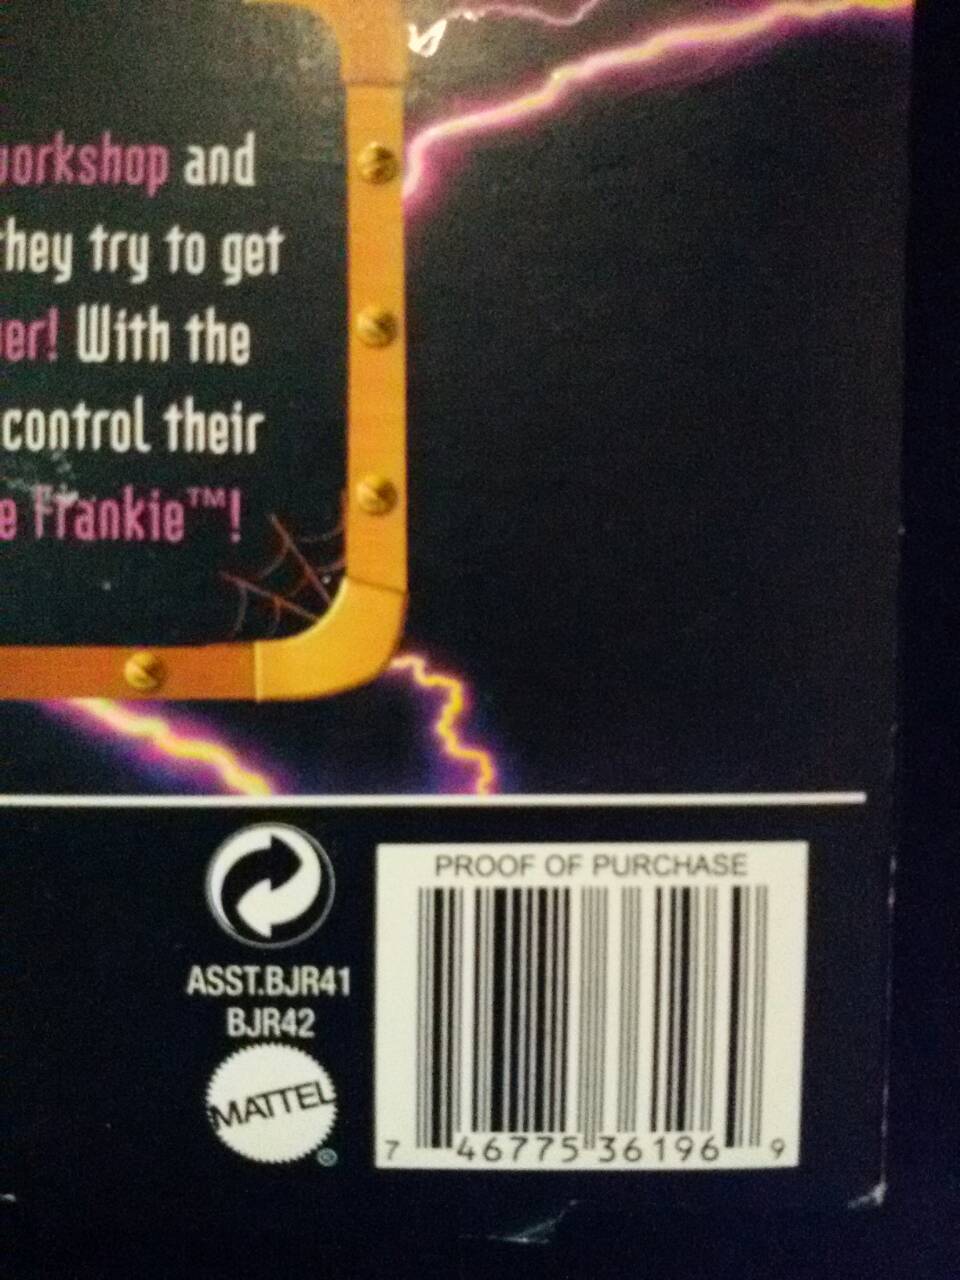 workshop and
they try to get
er! With the
control their
e Frankie™!
PROOF OF PURCHASE
ASST.BJR41
BJR42
MATTEL®
7 46775 36196 9